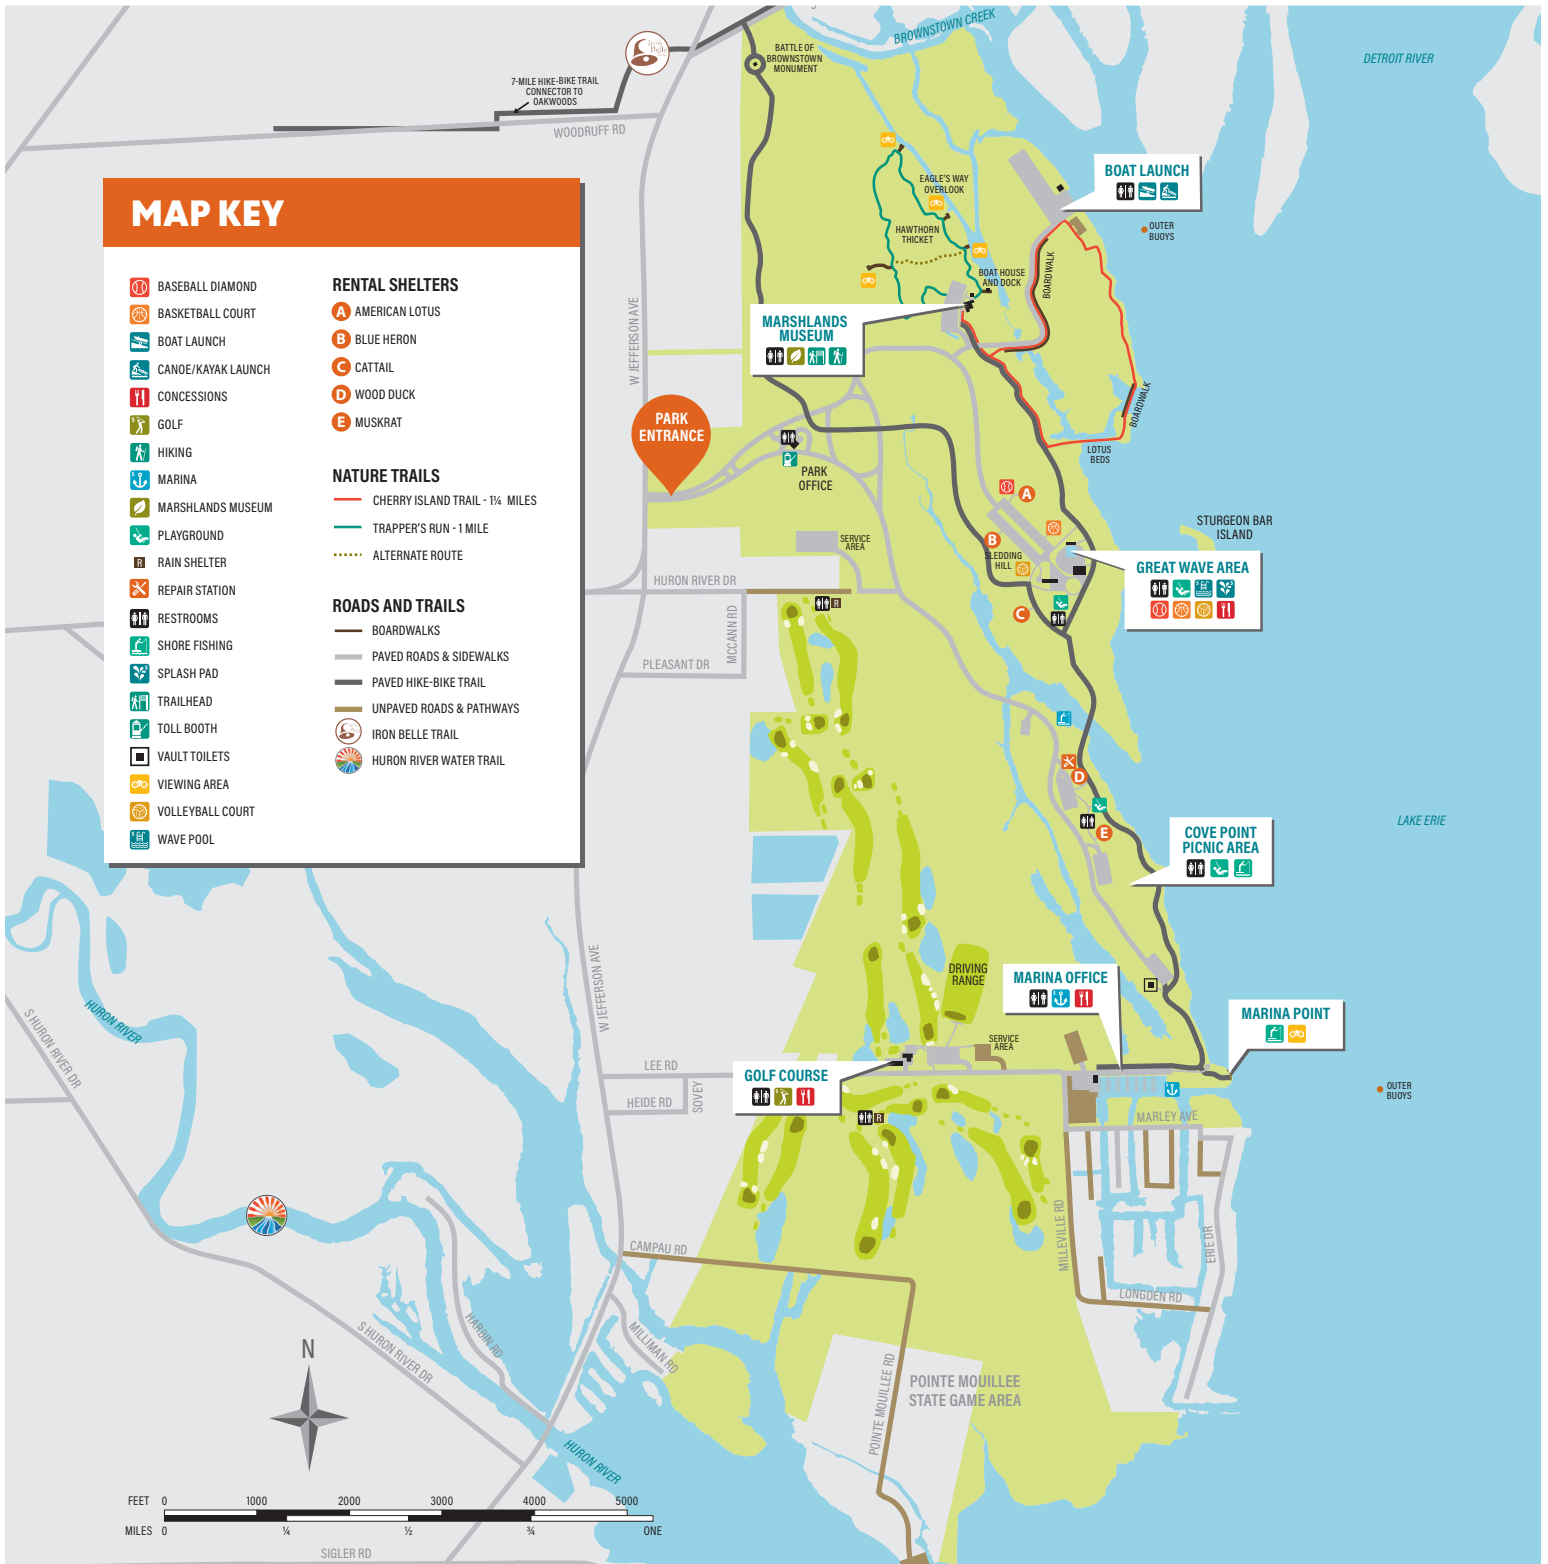 BROWNSTOWN CREEK
DETROIT RIVER
BATTLE OF
BROWNSTOWN
MONUMENT
7-MILE HIKE-BIKE TRAIL
CONNECTOR TO
OAKWOODS
WOODRUFF RD
MAP KEY
BASEBALL DIAMOND
BASKETBALL COURT
BOAT LAUNCH
CANOE/KAYAK LAUNCH
CONCESSIONS
GOLF
HIKING
MARINA
MARSHLANDS MUSEUM
PLAYGROUND
R
RAIN SHELTER
REPAIR STATION
RESTROOMS
SHORE FISHING
SPLASH PAD
TRAILHEAD
TOLL BOOTH
VAULT TOILETS
VIEWING AREA
VOLLEYBALL COURT
WAVE POOL
RENTAL SHELTERS
A AMERICAN LOTUS
B BLUE HERON
C CATTAIL
D WOOD DUCK
E MUSKRAT
NATURE TRAILS
CHERRY ISLAND TRAIL - 1¼ MILES
TRAPPER'S RUN - 1 MILE
ALTERNATE ROUTE
ROADS AND TRAILS
BOARDWALKS
PAVED ROADS & SIDEWALKS
PAVED HIKE-BIKE TRAIL
UNPAVED ROADS & PATHWAYS
IRON BELLE TRAIL
HURON RIVER WATER TRAIL
EAGLE'S WAY
OVERLOOK
HAWTHORN
THICKET
BOAT HOUSE
AND DOCK
BOARDWALK
BOAT LAUNCH
OUTER
BUOYS
MARSHLANDS
MUSEUM
W JEFFERSON AVE
PARK
ENTRANCE
PARK
OFFICE
BOARDWALK
LOTUS
BEDS
A
B
SLEDDING
HILL
C
STURGEON BAR
ISLAND
GREAT WAVE AREA
SERVICE
AREA
HURON RIVER DR
MCCANN RD
PLEASANT DR
R
D
E
LAKE ERIE
COVE POINT
PICNIC AREA
DRIVING
RANGE
MARINA OFFICE
MARINA POINT
SERVICE
AREA
OUTER
BUOYS
W JEFFERSON AVE
LEE RD
HEIDE RD
SOVEY
GOLF COURSE
R
MARLEY AVE
MILLEVILLE RD
ERIE DR
LONGDEN RD
HURON RIVER
S HURON RIVER DR
CAMPAU RD
HARBIN RD
MILLIMAN RD
S HURON RIVER DR
POINTE MOUILLEE RD
POINTE MOUILLEE
STATE GAME AREA
N
HURON RIVER
FEET 0 1000 2000 3000 4000 5000
MILES 0 ¼ ½ ¾ ONE
SIGLER RD